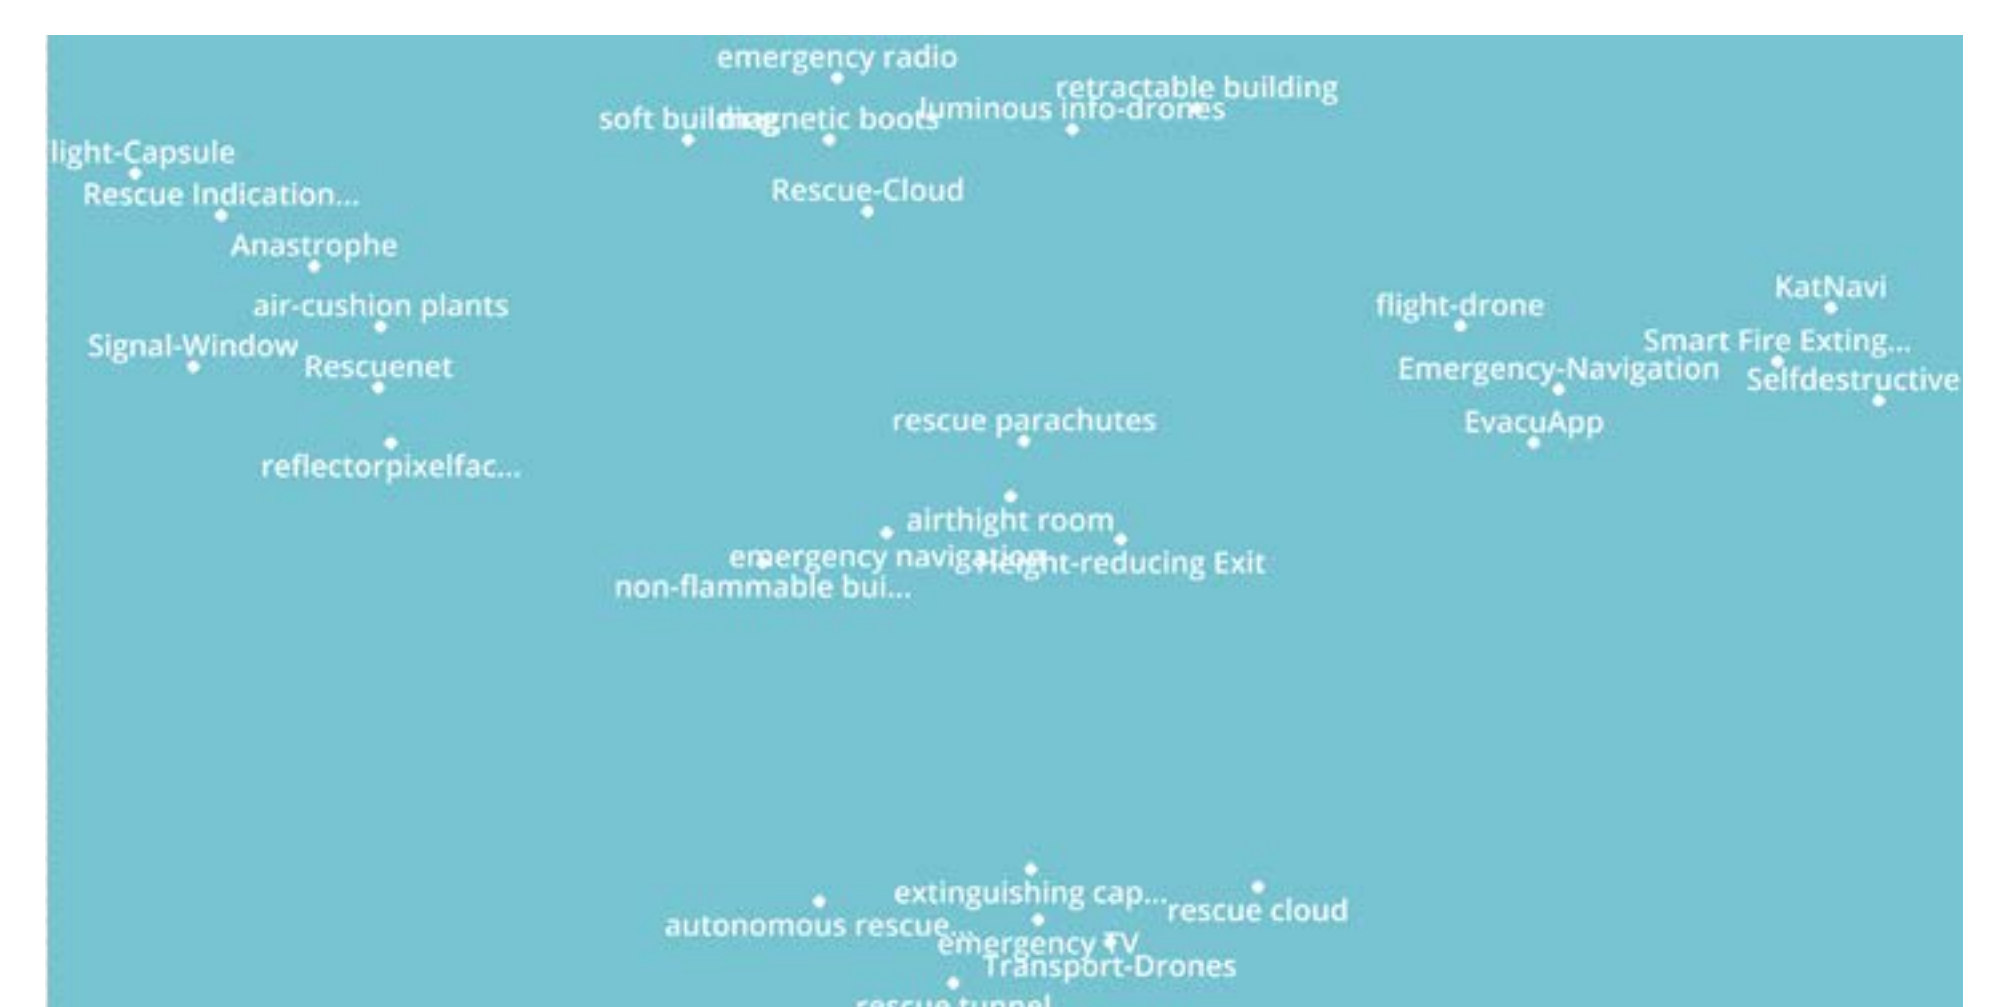 emergency radio
retractable building
luminous info-drones
soft building
magnetic boots
light-Capsule
Rescue Indication...
Rescue-Cloud
Anastrophe
KatNavi
air-cushion plants
flight-drone
Signal-Window
Smart Fire Exting...
Rescuenet
Emergency-Navigation
Selfdestructive
rescue parachutes
EvacuApp
reflectorpixelfac...
airthight room
emergency navigation
Height-reducing Exit
non-flammable bui...
extinguishing cap...
rescue cloud
autonomous rescue...
emergency TV
Transport-Drones
rescue tunnel